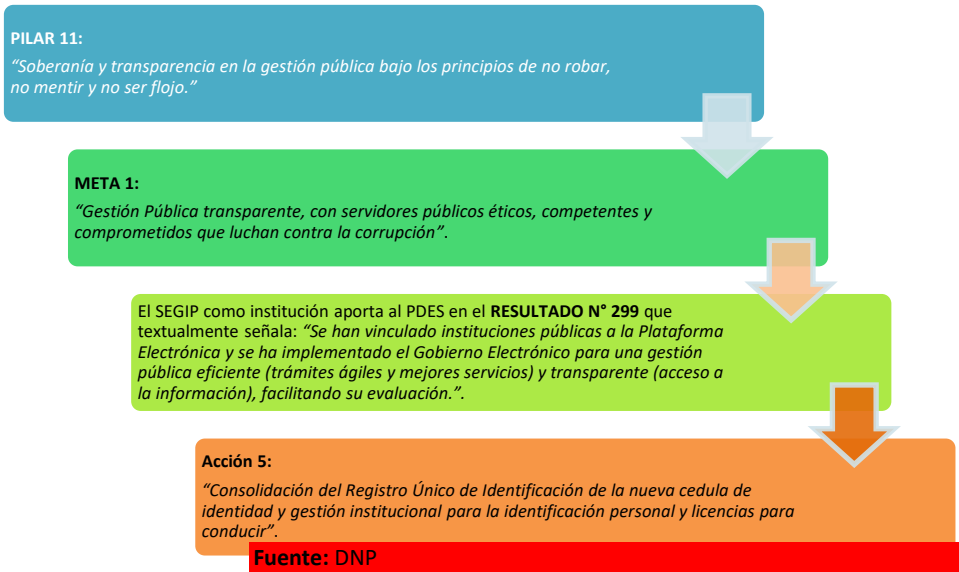 PILAR 11:
“Soberanía y transparencia en la gestión pública bajo los principios de no robar,
no mentir y no ser flojo.”
META 1:
“Gestión Pública transparente, con servidores públicos éticos, competentes y
comprometidos que luchan contra la corrupción”.
El SEGIP como institución aporta al PDES en el RESULTADO N° 299 que
textualmente señala: “Se han vinculado instituciones públicas a la Plataforma
Electrónica y se ha implementado el Gobierno Electrónico para una gestión
pública eficiente (trámites ágiles y mejores servicios) y transparente (acceso a
la información), facilitando su evaluación.”.
Acción 5:
“Consolidación del Registro Único de Identificación de la nueva cedula de
identidad y gestión institucional para la identificación personal y licencias para
conducir”.
Fuente: DNP